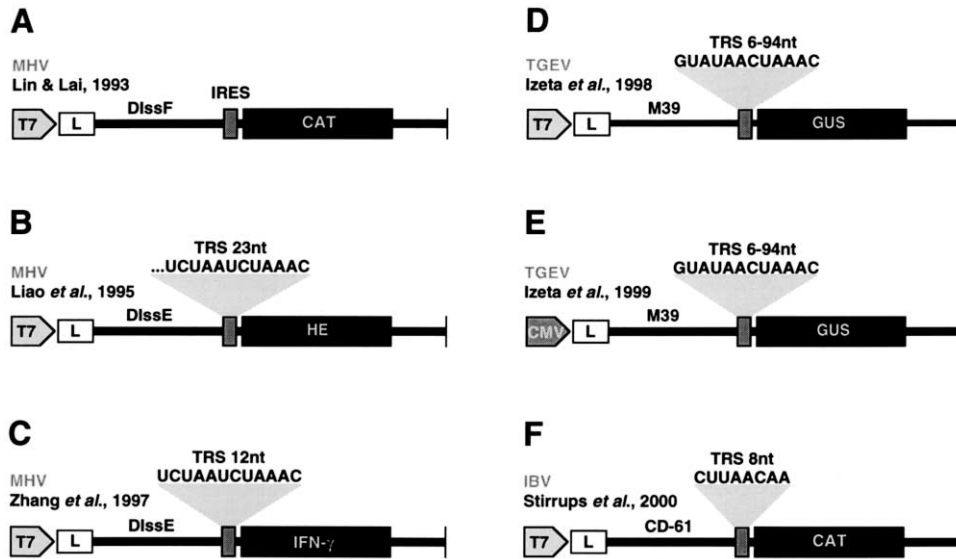 A
MHV
Lin & Lai, 1993
DIssF
IRES
T7
L
CAT
B
TRS 23nt
...UCUAAUCUAAAC
MHV
Liao et al., 1995
DIssE
T7
L
HE
C
TRS 12nt
UCUAAUCUAAAC
MHV
Zhang et al., 1997
DIssE
T7
L
IFN-γ
D
TRS 6-94nt
GUAUAACUAAAC
TGEV
Izeta et al., 1998
M39
T7
L
GUS
E
TRS 6-94nt
GUAUAACUAAAC
TGEV
Izeta et al., 1999
M39
CMV
L
GUS
F
TRS 8nt
CUUAACAA
IBV
Stirrups et al., 2000
CD-61
T7
L
CAT